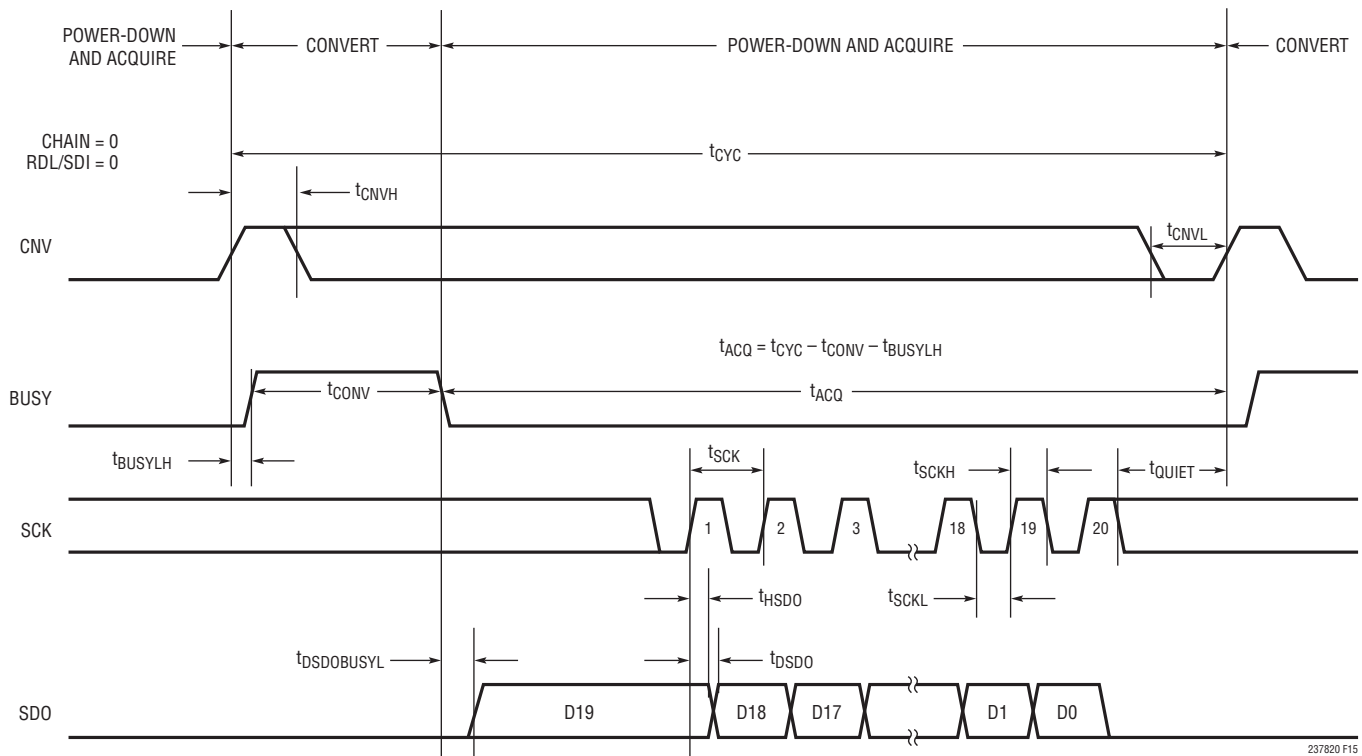 POWER-DOWN
AND ACQUIRE
CONVERT
POWER-DOWN AND ACQUIRE
CONVERT
CHAIN = 0
RDL/SDI = 0
tCYC
tCNVH
CNV
tCNVL
tACQ = tCYC – tCONV – tBUSYLH
BUSY
tCONV
tACQ
tBUSYLH
tSCK
tSCKH
tQUIET
SCK
1
2
3
18
19
20
tHSDO
tSCKL
tDSDOBUSYL
tDSDO
SDO
D19
D18
D17
D1
D0
237820 F15